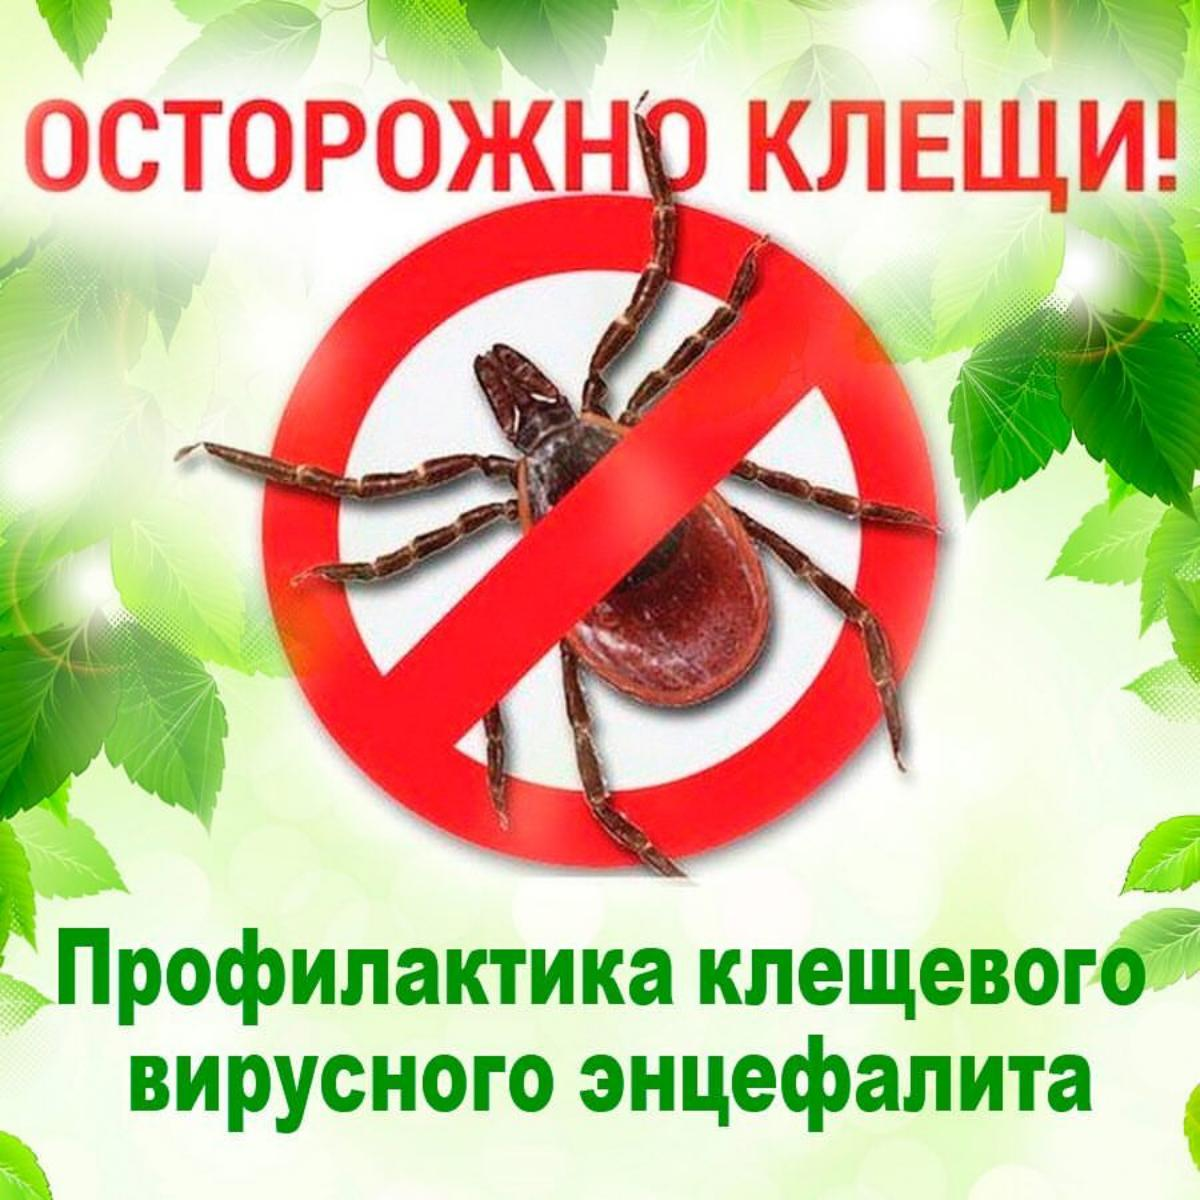 ОСТОРОЖНО КЛЕЩИ!
Профилактика клещевого
вирусного энцефалита